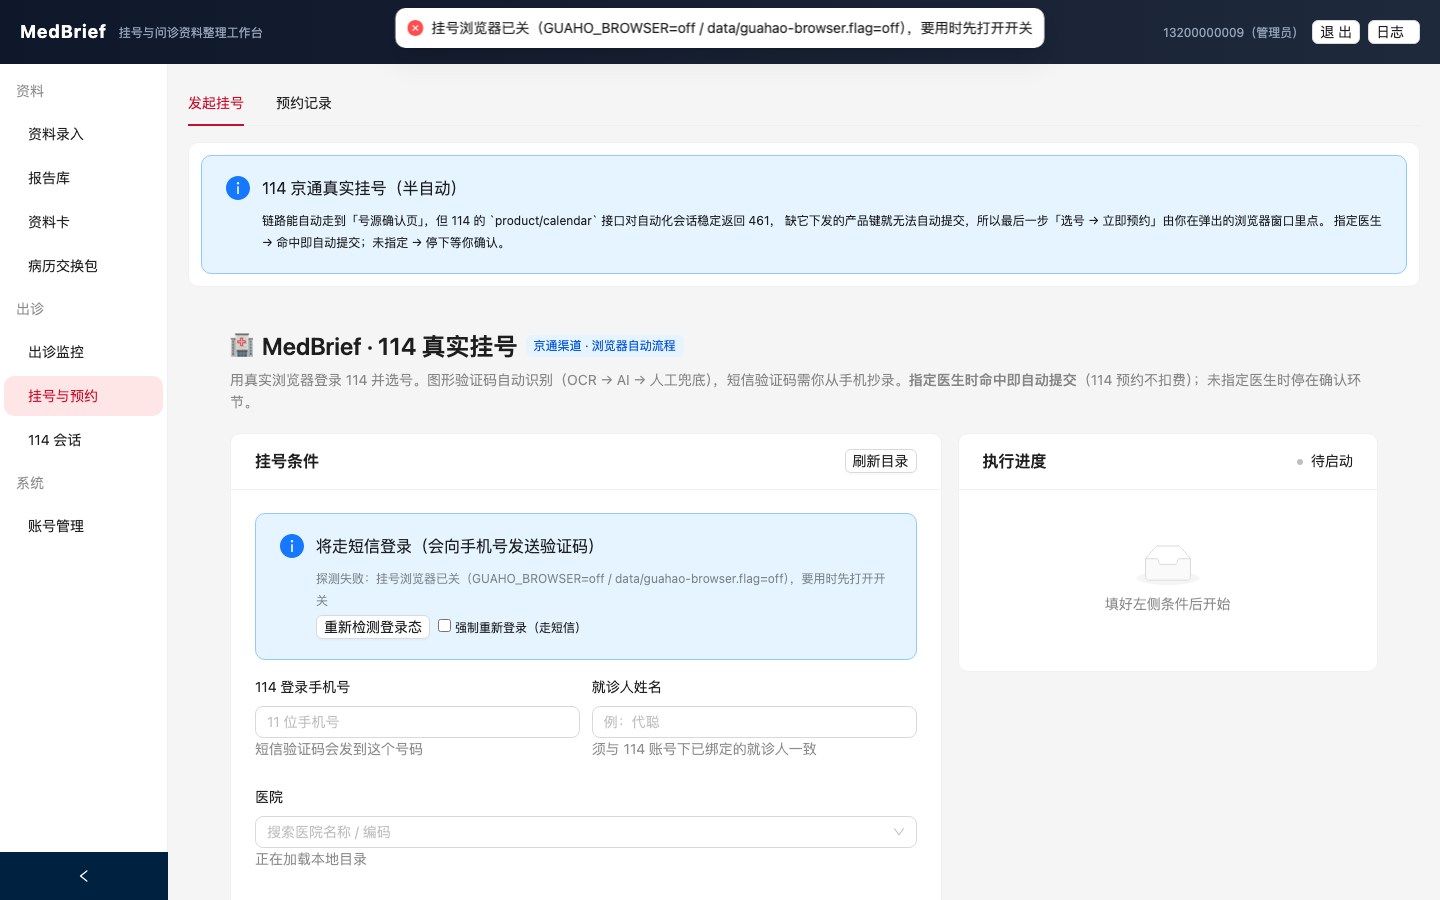 MedBrief 挂号与问诊资料整理工作台
挂号浏览器已关（GUAHO_BROWSER=off / data/guahao-browser.flag=off），要用时先打开开关
13200000009（管理员） 退 出 日志
资料
资料录入
报告库
资料卡
病历交换包
出诊
出诊监控
挂号与预约
114 会话
系统
账号管理
发起挂号 预约记录
114 京通真实挂号（半自动）
链路能自动走到「号源确认页」，但 114 的 `product/calendar` 接口对自动化会话稳定返回 461， 缺它下发的产品键就无法自动提交，所以最后一步「选号 → 立即预约」由你在弹出的浏览器窗口里点。 指定医生
→ 命中即自动提交；未指定 → 停下等你确认。
MedBrief · 114 真实挂号 京通渠道 · 浏览器自动流程
用真实浏览器登录 114 并选号。图形验证码自动识别（OCR → AI → 人工兜底），短信验证码需你从手机抄录。指定医生时命中即自动提交（114 预约不扣费）；未指定医生时停在确认环
节。
挂号条件 刷新目录
将走短信登录（会向手机号发送验证码）
探测失败：挂号浏览器已关（GUAHO_BROWSER=off / data/guahao-browser.flag=off），要用时先打开开
关
重新检测登录态 强制重新登录（走短信）
114 登录手机号 就诊人姓名
11 位手机号 例：代聪
短信验证码会发到这个号码 须与 114 账号下已绑定的就诊人一致
医院
搜索医院名称 / 编码
正在加载本地目录
执行进度 待启动
填好左侧条件后开始